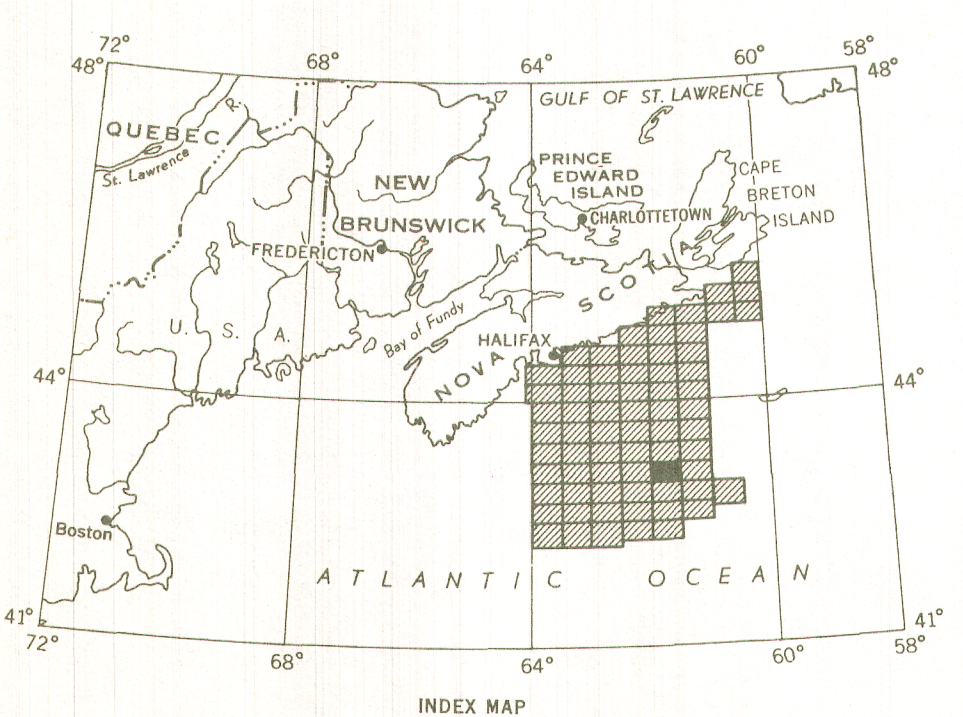 72°
68°
64°
60°
58°
48°
48°
GULF OF ST. LAWRENCE
R.
QUEBEC
St. Lawrence
PRINCE
EDWARD
ISLAND
CAPE
BRETON
ISLAND
NEW
BRUNSWICK
CHARLOTTETOWN
FREDERICTON
NOVA SCOTIA
U. S. A.
Bay of Fundy
HALIFAX
44°
44°
Boston
ATLANTIC OCEAN
41°
41°
72°
68°
64°
60°
58°
INDEX MAP